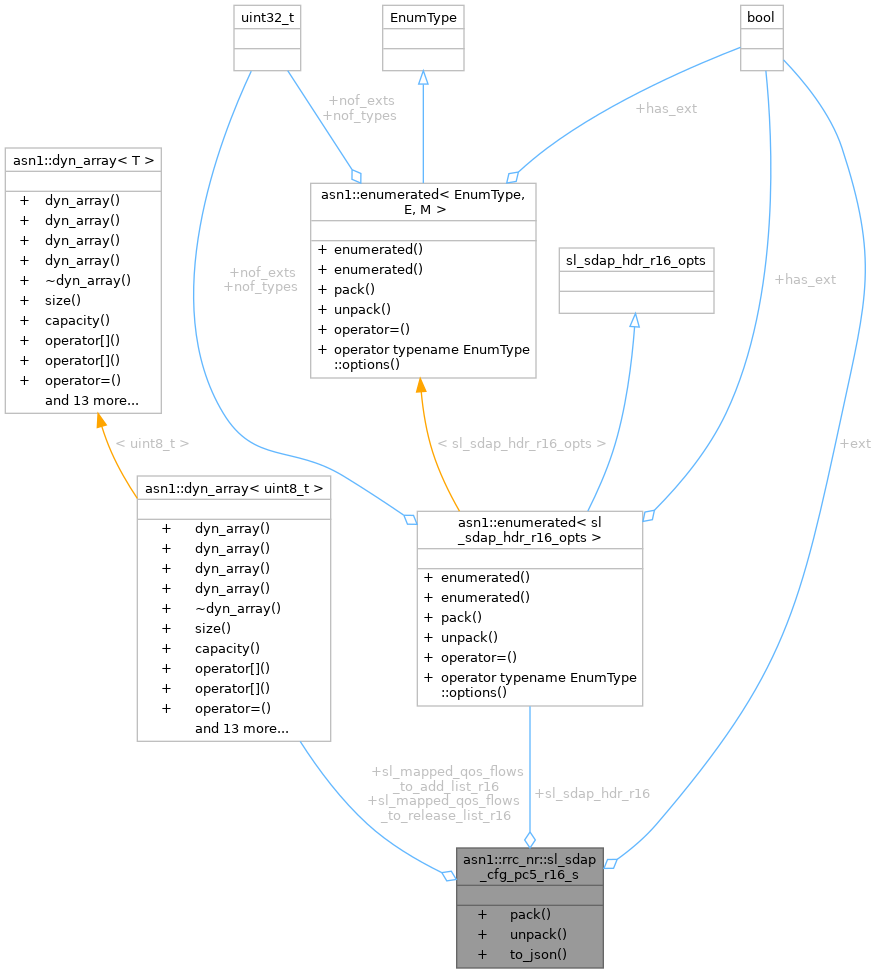 uint32_t
EnumType
bool
+nof_exts
+nof_types
+has_ext
asn1::dyn_array< T >
+ dyn_array()
+ dyn_array()
+ dyn_array()
+ dyn_array()
+ ~dyn_array()
+ size()
+ capacity()
+ operator[]()
+ operator[]()
+ operator=()
and 13 more...
asn1::enumerated< EnumType,
E, M >
+ enumerated()
+ enumerated()
+ pack()
+ unpack()
+ operator=()
+ operator typename EnumType
::options()
sl_sdap_hdr_r16_opts
+nof_exts
+nof_types
+has_ext
< uint8_t >
< sl_sdap_hdr_r16_opts >
+ext
asn1::dyn_array< uint8_t >
+ dyn_array()
+ dyn_array()
+ dyn_array()
+ dyn_array()
+ ~dyn_array()
+ size()
+ capacity()
+ operator[]()
+ operator[]()
+ operator=()
and 13 more...
asn1::enumerated< sl
_sdap_hdr_r16_opts >
+ enumerated()
+ enumerated()
+ pack()
+ unpack()
+ operator=()
+ operator typename EnumType
::options()
+sl_mapped_qos_flows
_to_add_list_r16
+sl_mapped_qos_flows
_to_release_list_r16
+sl_sdap_hdr_r16
asn1::rrc_nr::sl_sdap
_cfg_pc5_r16_s
+ pack()
+ unpack()
+ to_json()